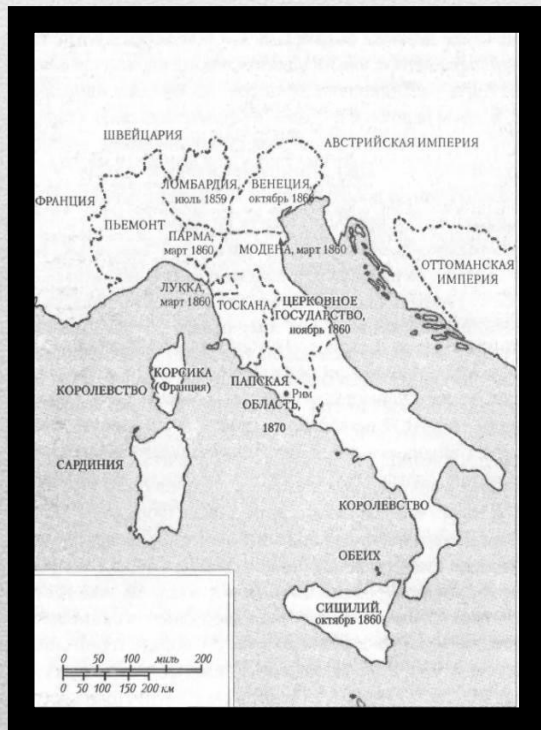 ШВЕЙЦАРИЯ
АВСТРИЙСКАЯ ИМПЕРИЯ
ФРАНЦИЯ
ЛОМБАРДИЯ,
июль 1859
ВЕНЕЦИЯ,
октябрь 1866
ПЬЕМОНТ
ПАРМА,
март 1860
МОДЕНА, март 1860
ОТТОМАНСКАЯ
ИМПЕРИЯ
ЛУККА,
март 1860
ТОСКАНА
ЦЕРКОВНОЕ
ГОСУДАРСТВО,
ноябрь 1860
КОРОЛЕВСТВО
КОРСИКА
(Франция)
ПАПСКАЯ
Рим
ОБЛАСТЬ,
1870
САРДИНИЯ
КОРОЛЕВСТВО
ОБЕИХ
СИЦИЛИЙ,
октябрь 1860
0 50 100 миль 200
0 50 100 150 200 км